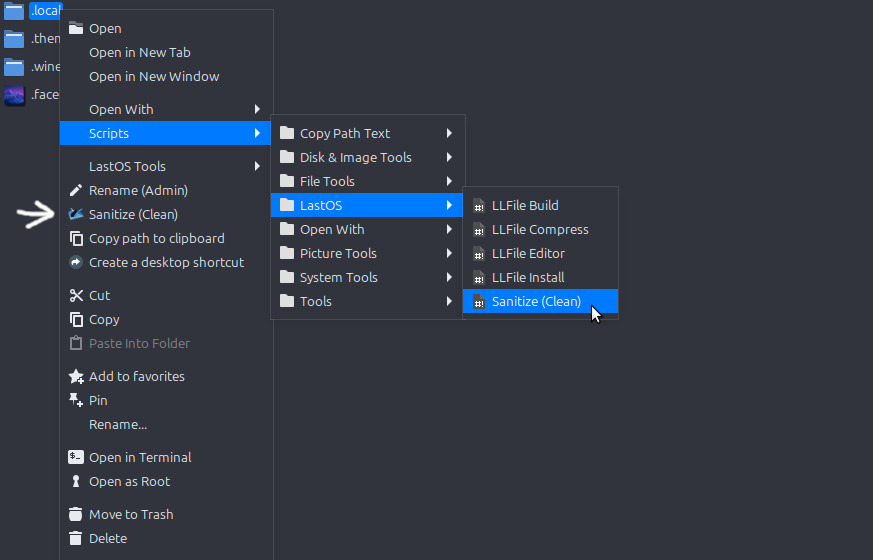 .local
.them
.wine
.face
Open
Open in New Tab
Open in New Window
Open With
Scripts
LastOS Tools
Rename (Admin)
Sanitize (Clean)
Copy path to clipboard
Create a desktop shortcut
Cut
Copy
Paste Into Folder
Add to favorites
Pin
Rename...
Open in Terminal
Open as Root
Move to Trash
Delete
Copy Path Text
Disk & Image Tools
File Tools
LastOS
Open With
Picture Tools
System Tools
Tools
LLFile Build
LLFile Compress
LLFile Editor
LLFile Install
Sanitize (Clean)